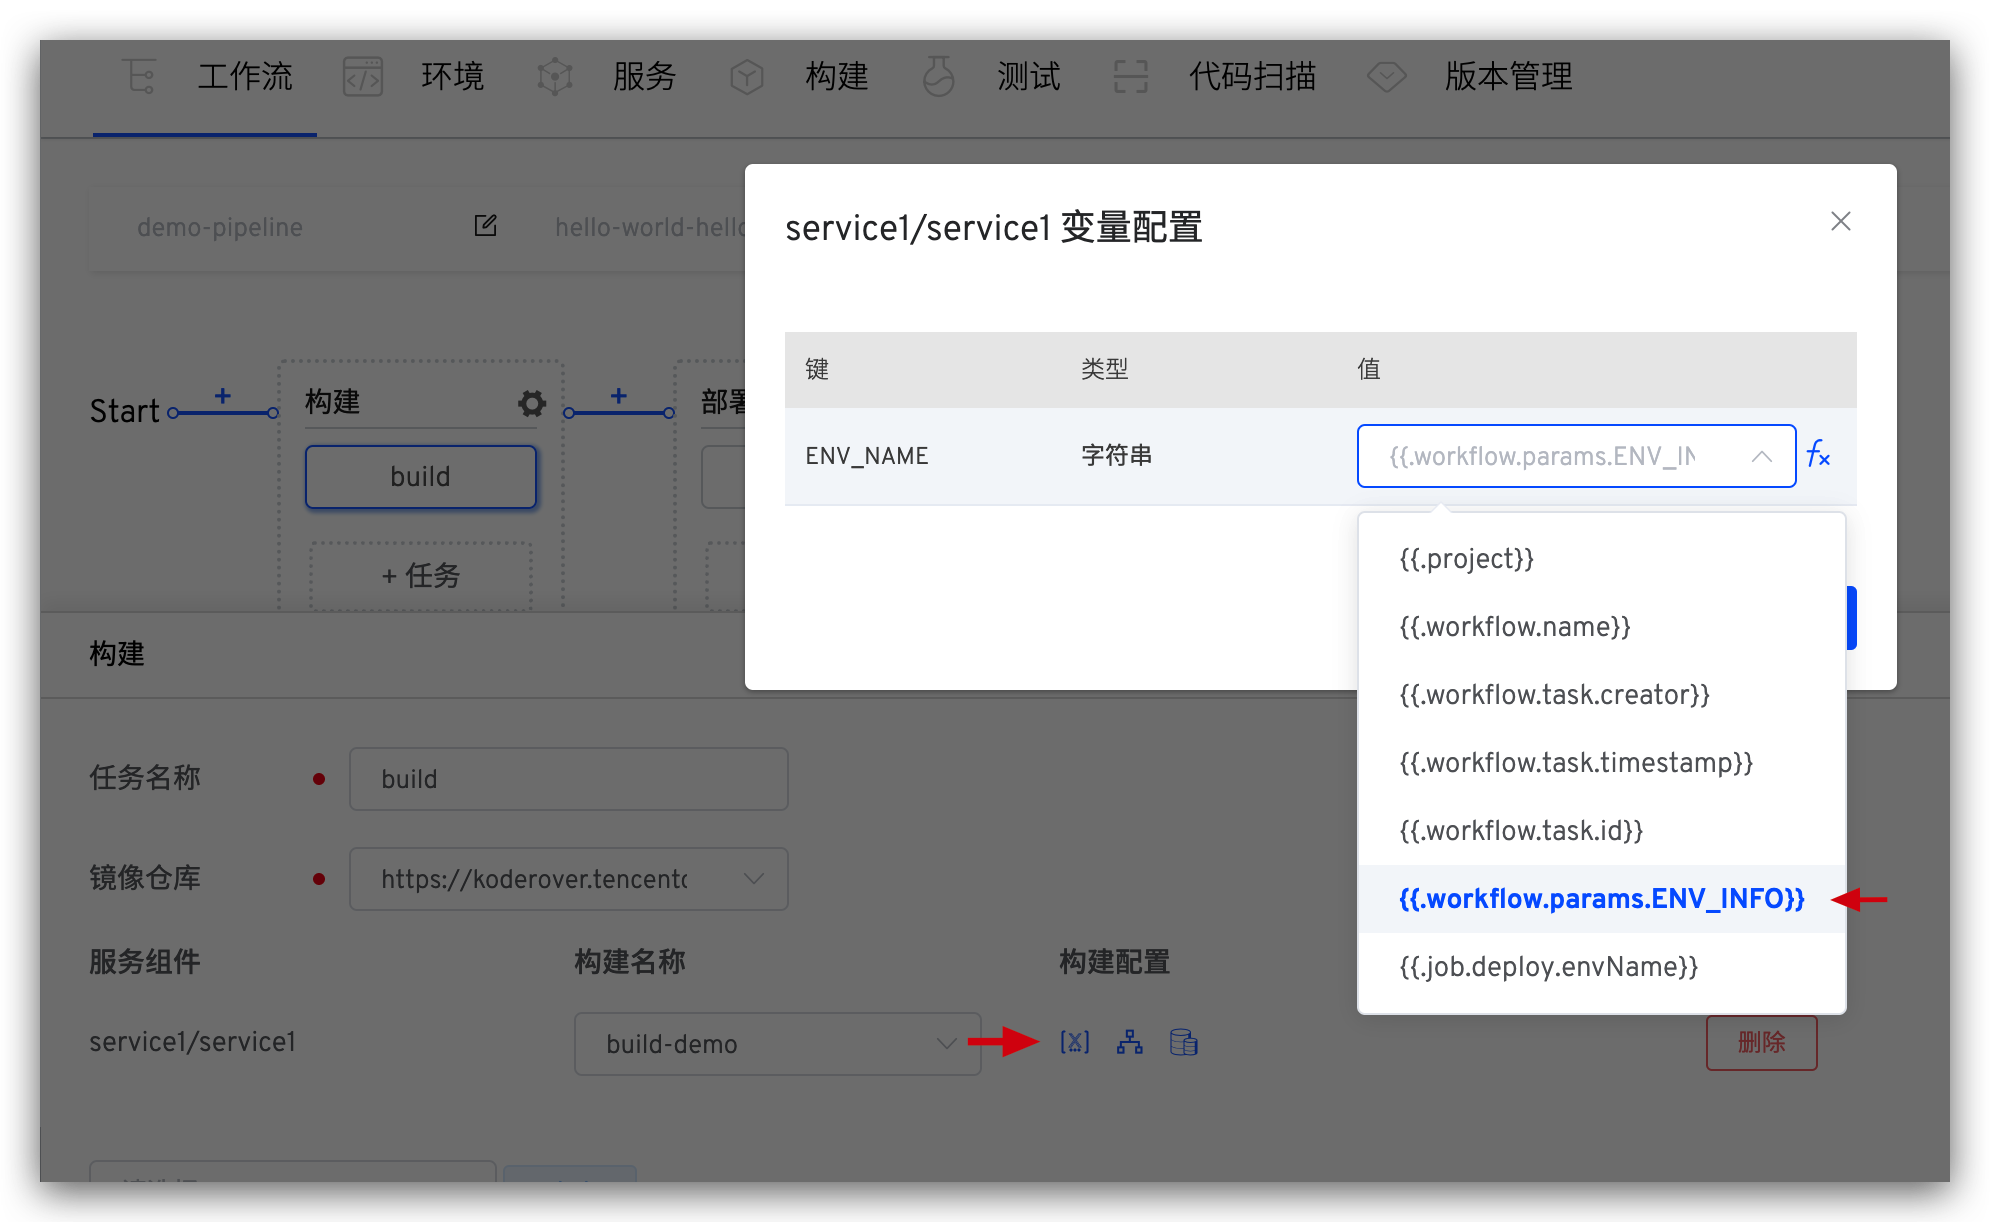 工作流
环境
服务
构建
测试
代码扫描
版本管理
demo-pipeline
hello-world-hello
Start
+
构建
+
部署
build
+ 任务
service1/service1 变量配置
键 类型 值
ENV_NAME 字符串 {{.workflow.params.ENV_IN
fx
{{.project}}
{{.workflow.name}}
{{.workflow.task.creator}}
{{.workflow.task.timestamp}}
{{.workflow.task.id}}
{{.workflow.params.ENV_INFO}}
{{.job.deploy.envName}}
构建
任务名称
build
镜像仓库
https://koderover.tencentc
服务组件 构建名称 构建配置
service1/service1
build-demo
删除